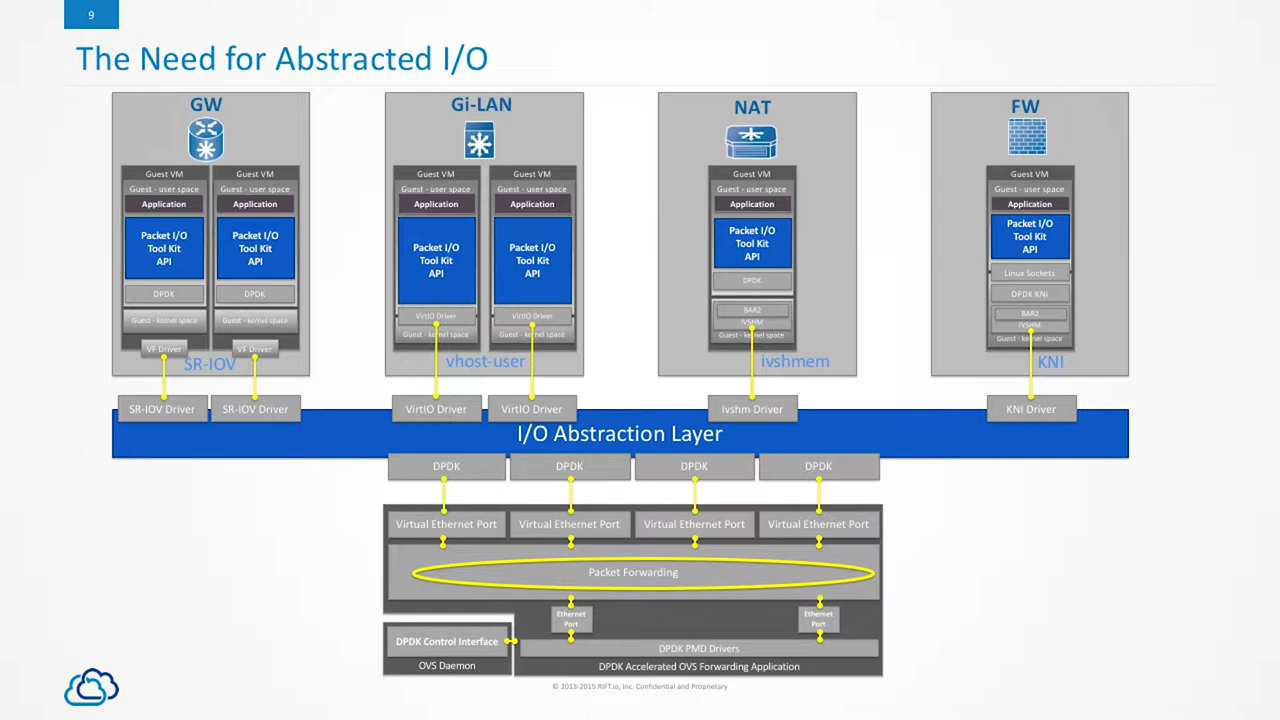 9
The Need for Abstracted I/O
GW
Guest VM
Guest - user space
Application
Packet I/O
Tool Kit
API
DPDK
Guest - kernel space
VF Driver
Guest VM
Guest - user space
Application
Packet I/O
Tool Kit
API
DPDK
Guest - kernel space
VF Driver
SR-IOV
Gi-LAN
Guest VM
Guest - user space
Application
Packet I/O
Tool Kit
API
VirtIO Driver
Guest - kernel space
Guest VM
Guest - user space
Application
Packet I/O
Tool Kit
API
VirtIO Driver
Guest - kernel space
vhost-user
NAT
Guest VM
Guest - user space
Application
Packet I/O
Tool Kit
API
DPDK
BAR2
IVSHM
Guest - kernel space
ivshmem
FW
Guest VM
Guest - user space
Application
Packet I/O
Tool Kit
API
Linux Sockets
DPDK KNI
BAR2
IVSHM
Guest - kernel space
KNI
SR-IOV Driver
SR-IOV Driver
VirtIO Driver
VirtIO Driver
Ivshm Driver
KNI Driver
I/O Abstraction Layer
DPDK
DPDK
DPDK
DPDK
Virtual Ethernet Port
Virtual Ethernet Port
Virtual Ethernet Port
Virtual Ethernet Port
Packet Forwarding
Ethernet
Port
Ethernet
Port
DPDK Control Interface
DPDK PMD Drivers
OVS Daemon
DPDK Accelerated OVS Forwarding Application
© 2013-2015 RIFT.io, Inc. Confidential and Proprietary